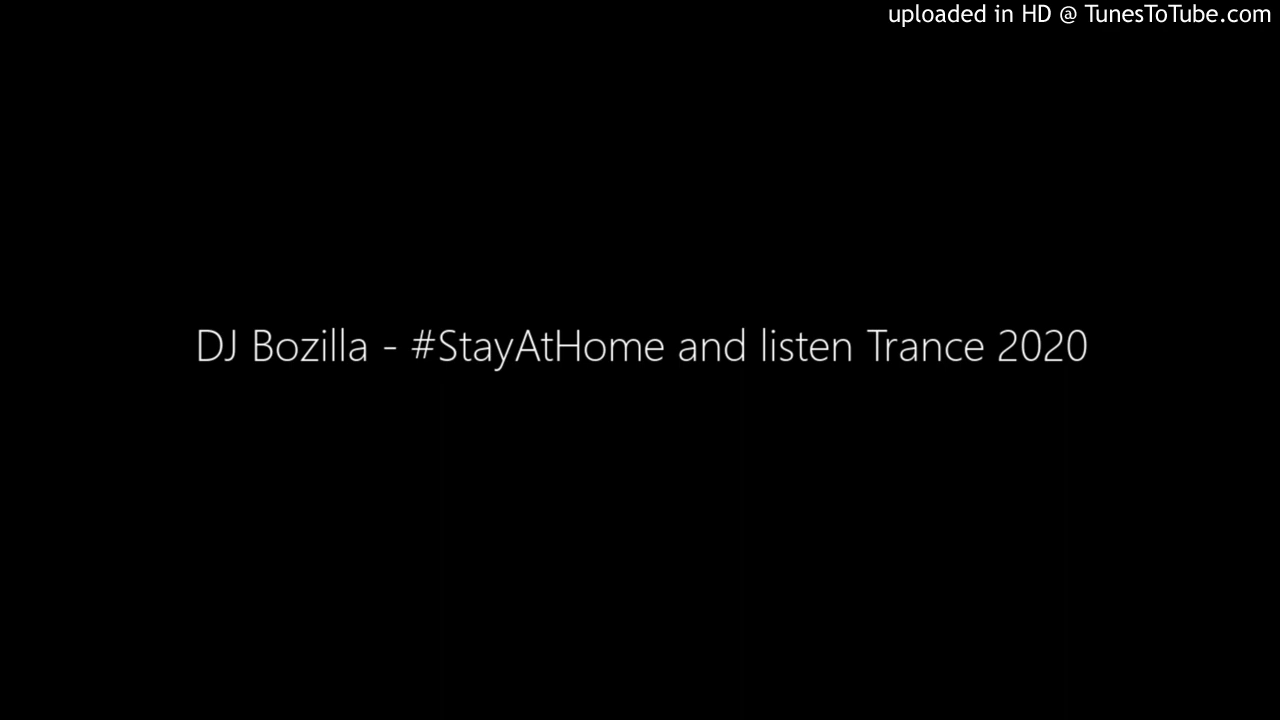 uploaded in HD @ TunesToTube.com
DJ Bozilla - #StayAtHome and listen Trance 2020